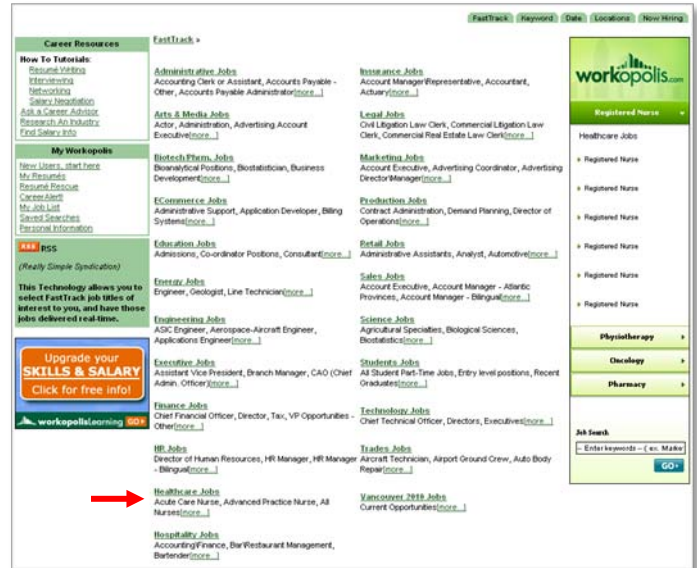 FastTrack Keyword Date Locations Now Hiring
Career Resources
How To Tutorials:
Resumé Writing
Interviewing
Networking
Salary Negotiation
Ask a Career Advisor
Research An Industry
Find Salary Info
My Workopolis
New Users, start here
My Resumés
Resumé Rescue
CareerAlert!
My Job List
Saved Searches
Personal Information
RSS RSS
(Really Simple Syndication)
This Technology allows you to
select FastTrack job titles of
interest to you, and have those
jobs delivered real-time.
Upgrade your
SKILLS & SALARY
Click for free info!
workopolislearning GO
FastTrack »
Administrative Jobs
Accounting Clerk or Assistant, Accounts Payable -
Other, Accounts Payable Administrator[more...]
Arts & Media Jobs
Actor, Administration, Advertising Account
Executive[more...]
Biotech/Phrm. Jobs
Bioanalytical Positions, Biostatistician, Business
Development[more...]
ECommerce Jobs
Administrative Support, Application Developer, Billing
Systems[more...]
Education Jobs
Admissions, Co-ordinator Positions, Consultant[more...]
Energy Jobs
Engineer, Geologist, Line Technician[more...]
Engineering Jobs
ASIC Engineer, Aerospace-Aircraft Engineer,
Applications Engineer[more...]
Executive Jobs
Assistant Vice President, Branch Manager, CAO (Chief
Admin. Officer)[more...]
Finance Jobs
Chief Financial Officer, Director, Tax, VP Opportunities -
Other[more...]
HR Jobs
Director of Human Resources, HR Manager, HR Manager
- Bilingual[more...]
Healthcare Jobs
Acute Care Nurse, Advanced Practice Nurse, All
Nurses[more...]
Hospitality Jobs
Accounting\Finance, Bar\Restaurant Management,
Bartender[more...]
Insurance Jobs
Account Manager\Representative, Accountant,
Actuary[more...]
Legal Jobs
Civil Litigation Law Clerk, Commercial Litigation Law
Clerk, Commercial Real Estate Law Clerk[more...]
Marketing Jobs
Account Executive, Advertising Coordinator, Advertising
Director\Manager[more...]
Production Jobs
Contract Administration, Demand Planning, Director of
Operations[more...]
Retail Jobs
Administrative Assistants, Analyst, Automotive[more...]
Sales Jobs
Account Executive, Account Manager - Atlantic
Provinces, Account Manager - Bilingual[more...]
Science Jobs
Agricultural Specialties, Biological Sciences,
Biostatistics[more...]
Students Jobs
All Student Part-Time Jobs, Entry level positions, Recent
Graduates[more...]
Technology Jobs
Chief Technical Officer, Directors, Executives[more...]
Trades Jobs
Aircraft Technician, Airport Ground Crew, Auto Body
Repair[more...]
Vancouver 2010 Jobs
Current Opportunities[more...]
workopolis.com
Registered Nurse
Healthcare Jobs
Registered Nurse
Registered Nurse
Registered Nurse
Registered Nurse
Registered Nurse
Registered Nurse
Physiotherapy
Oncology
Pharmacy
Job Search
-- Enter keywords -- ( ex. Market
GO